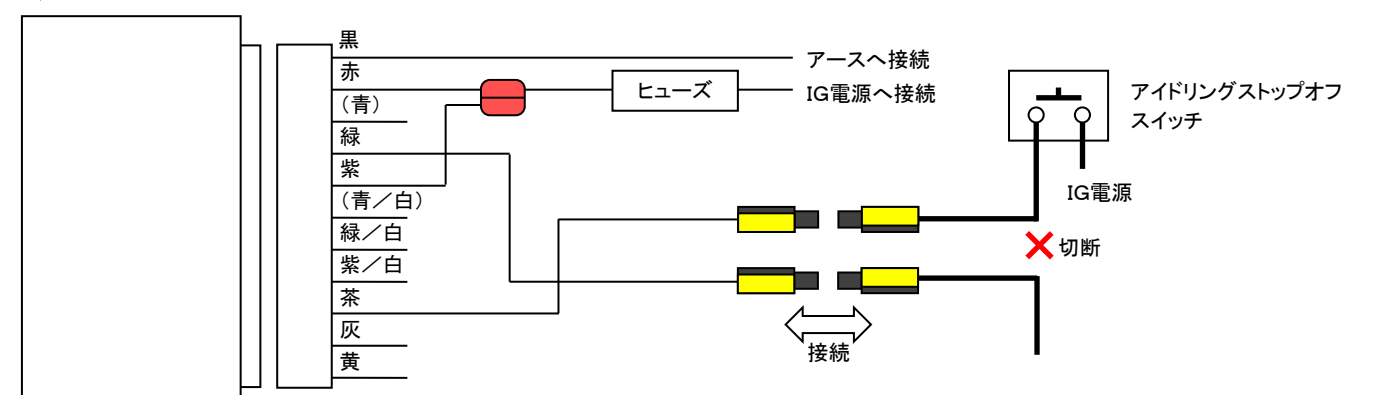 黒
アースへ接続
赤
ヒューズ
IG電源へ接続
アイドリングストップオフ
スイッチ
(青)
緑
紫
IG電源
(青/白)
緑/白
切断
紫/白
茶
接続
灰
黄